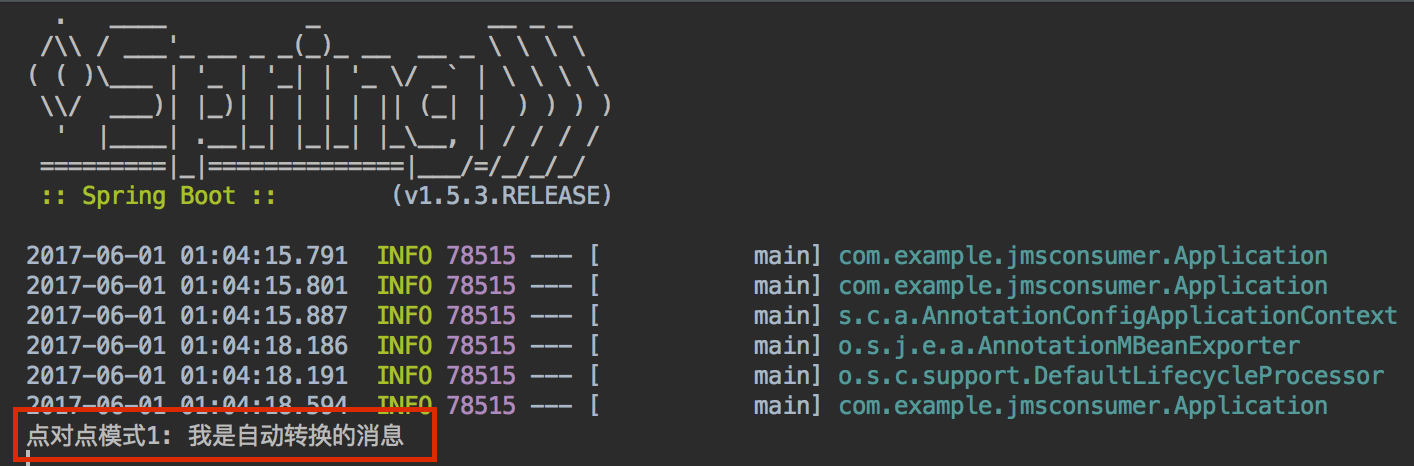 .   ____          _            __ _ _
 /\\ / ___'_ __ _ _(_)_ __  __ _ \ \ \ \
( ( )\___ | '_ | '_| | '_ \/ _` | \ \ \ \
 \\/  ___)| |_)| | | | | || (_| |  ) ) ) )
  '  |____| .__|_| |_|_| |_\__, | / / / /
 =========|_|==============|___/=/_/_/_/
 :: Spring Boot ::        (v1.5.3.RELEASE)
2017-06-01 01:04:15.791  INFO 78515 --- [           main] com.example.jmsconsumer.Application
2017-06-01 01:04:15.801  INFO 78515 --- [           main] com.example.jmsconsumer.Application
2017-06-01 01:04:15.887  INFO 78515 --- [           main] s.c.a.AnnotationConfigApplicationContext
2017-06-01 01:04:18.186  INFO 78515 --- [           main] o.s.j.e.a.AnnotationMBeanExporter
2017-06-01 01:04:18.191  INFO 78515 --- [           main] o.s.c.support.DefaultLifecycleProcessor
2017-06-01 01:04:18.594  INFO 78515 --- [           main] com.example.jmsconsumer.Application
点对点模式1: 我是自动转换的消息